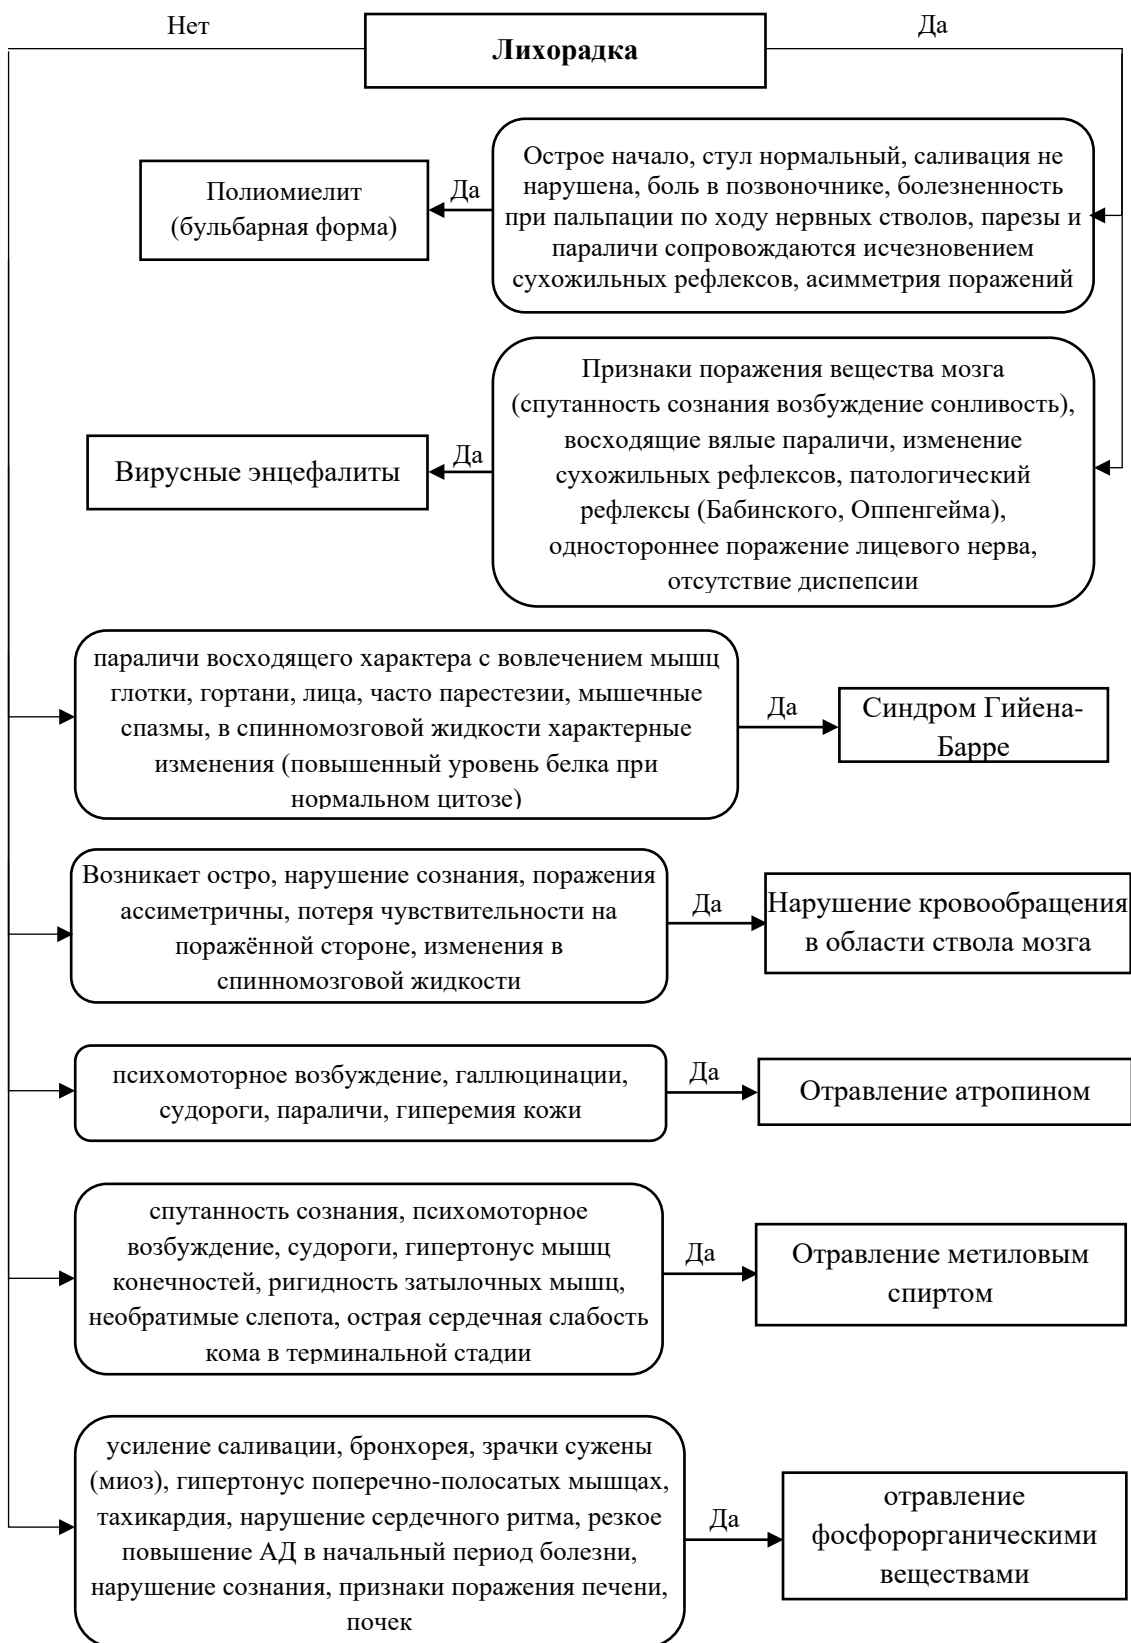 Нет
Лихорадка
Да
Острое начало, стул нормальный, саливация не
нарушена, боль в позвоночнике, болезненность
при пальпации по ходу нервных стволов, парезы и
параличи сопровождаются исчезновением
сухожильных рефлексов, асимметрия поражений
Да
Полиомиелит
(бульбарная форма)
Признаки поражения вещества мозга
(спутанность сознания возбуждение сонливость),
восходящие вялые параличи, изменение
сухожильных рефлексов, патологический
рефлексы (Бабинского, Оппенгейма),
одностороннее поражение лицевого нерва,
отсутствие диспепсии
Да
Вирусные энцефалиты
параличи восходящего характера с вовлечением мышц
глотки, гортани, лица, часто парестезии, мышечные
спазмы, в спинномозговой жидкости характерные
изменения (повышенный уровень белка при
нормальном цитозе)
Да
Синдром Гийена-
Барре
Возникает остро, нарушение сознания, поражения
ассиметричны, потеря чувствительности на
поражённой стороне, изменения в
спинномозговой жидкости
Да
Нарушение кровообращения
в области ствола мозга
психомоторное возбуждение, галлюцинации,
судороги, параличи, гиперемия кожи
Да
Отравление атропином
спутанность сознания, психомоторное
возбуждение, судороги, гипертонус мышц
конечностей, ригидность затылочных мышц,
необратимые слепота, острая сердечная слабость
кома в терминальной стадии
Да
Отравление метиловым
спиртом
усиление саливации, бронхорея, зрачки сужены
(миоз), гипертонус поперечно-полосатых мышцах,
тахикардия, нарушение сердечного ритма, резкое
повышение АД в начальный период болезни,
нарушение сознания, признаки поражения печени,
почек
Да
отравление
фосфорорганическими
веществами